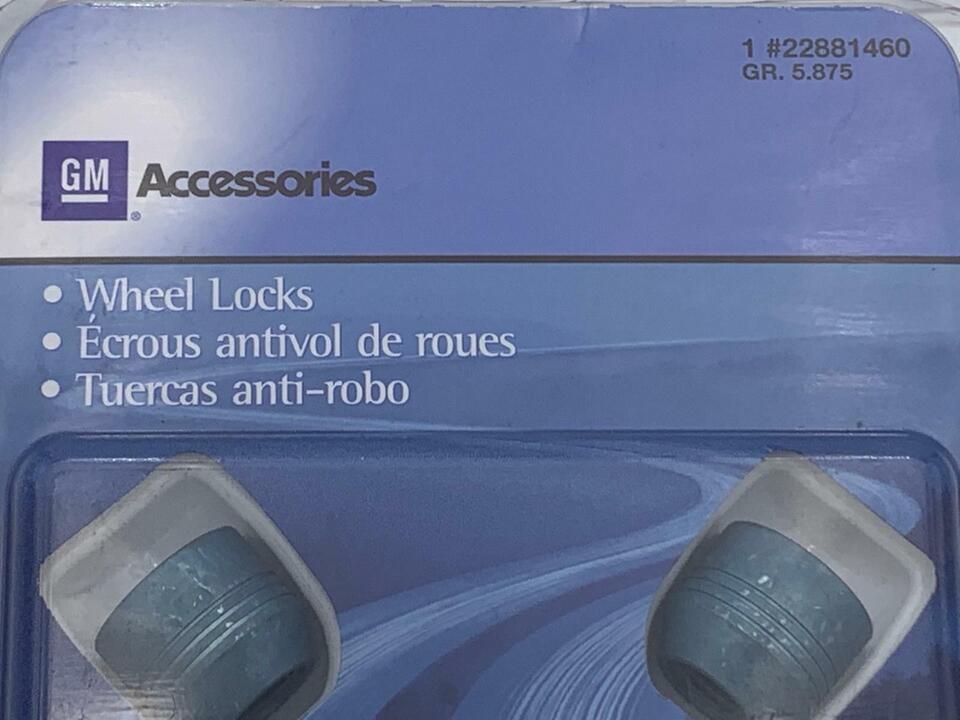 1 #22881460
GR. 5.875
GM
® Accessories
• Wheel Locks
• Écrous antivol de roues
• Tuercas anti-robo